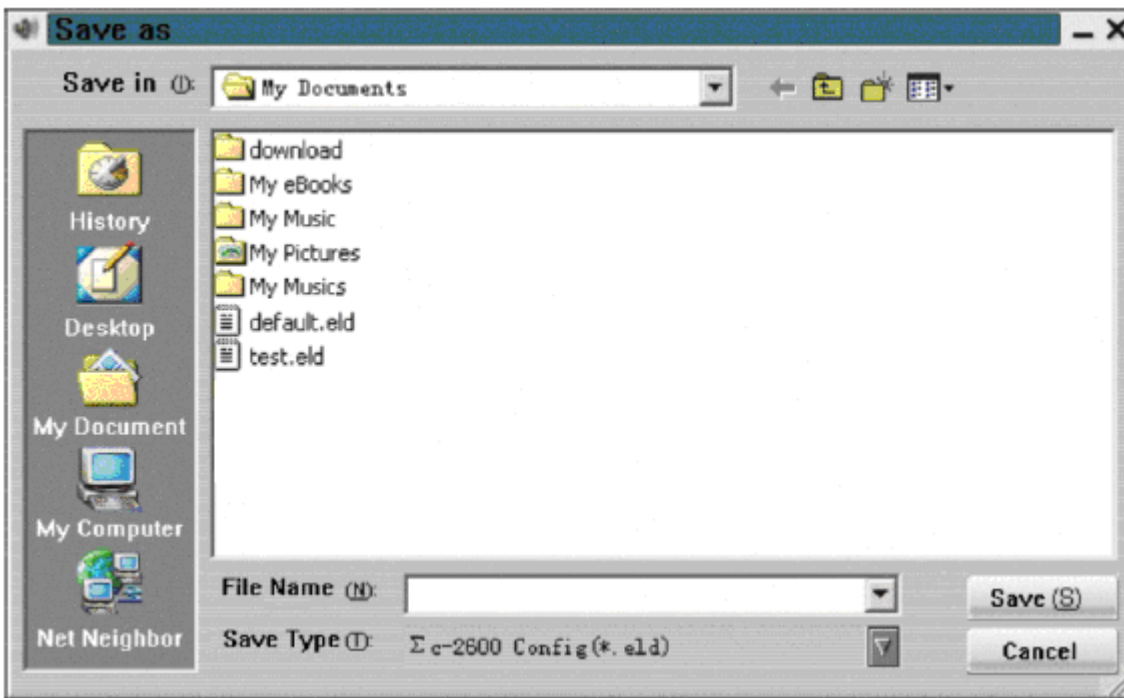 Save as
Save in (I):
My Documents
download
My eBooks
My Music
My Pictures
My Musics
default.eld
test.eld
History
Desktop
My Document
My Computer
Net Neighbor
File Name (N):
Save (S)
Save Type (T):
Σc-2600 Config(*.eld)
Cancel